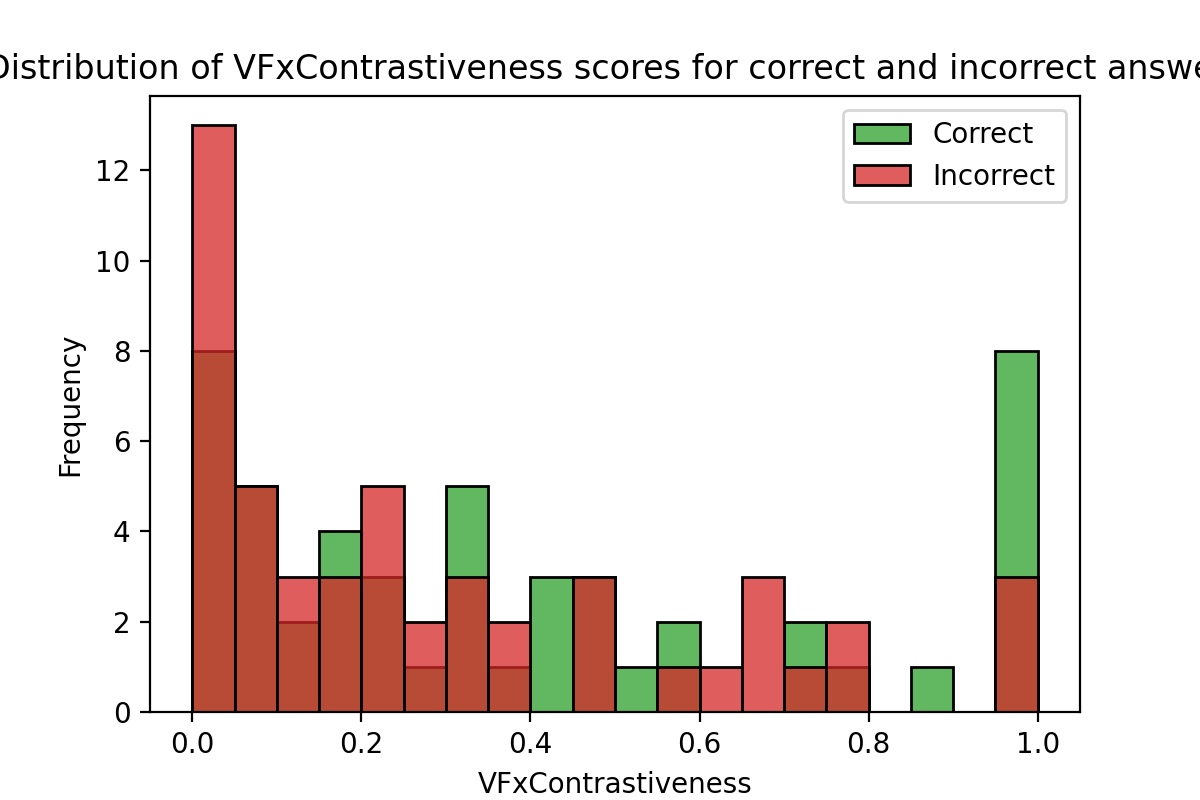 Distribution of VFxContrastiveness scores for correct and incorrect answe
Correct
Incorrect
12
10
8
6
4
2
0
Frequency
0.0 0.2 0.4 0.6 0.8 1.0
VFxContrastiveness